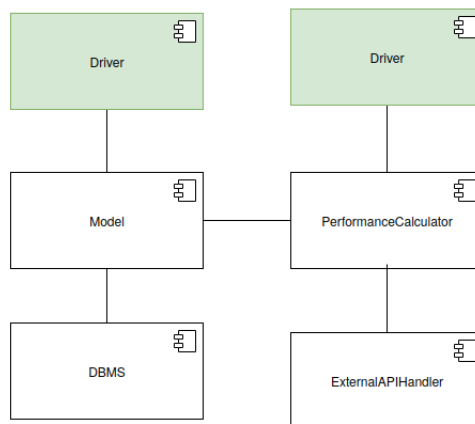 Driver
Driver
Model
PerformanceCalculator
DBMS
ExternalAPIHandler